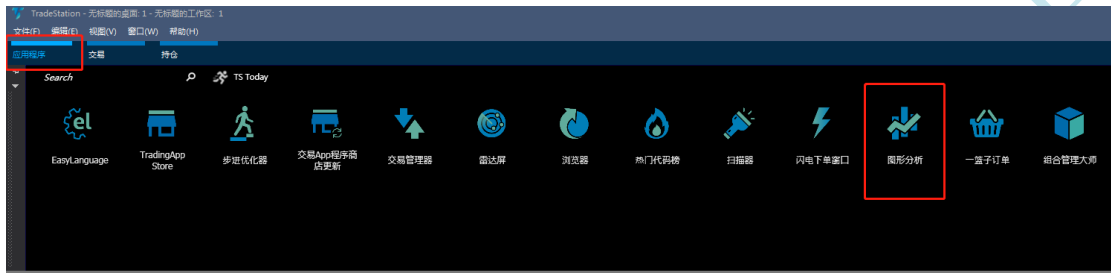 TradeStation - 无标题的桌面: 1 - 无标题的工作区: 1
文件(F) 编辑(E) 视图(V) 窗口(W) 帮助(H)
应用程序 交易 持仓
Search TS Today
el
EasyLanguage TradingApp Store 步进优化器 交易App程序商店更新 交易管理器 雷达屏 浏览器 热门代码榜 扫描器 闪电下单窗口 图形分析 一篮子订单 组合管理大师